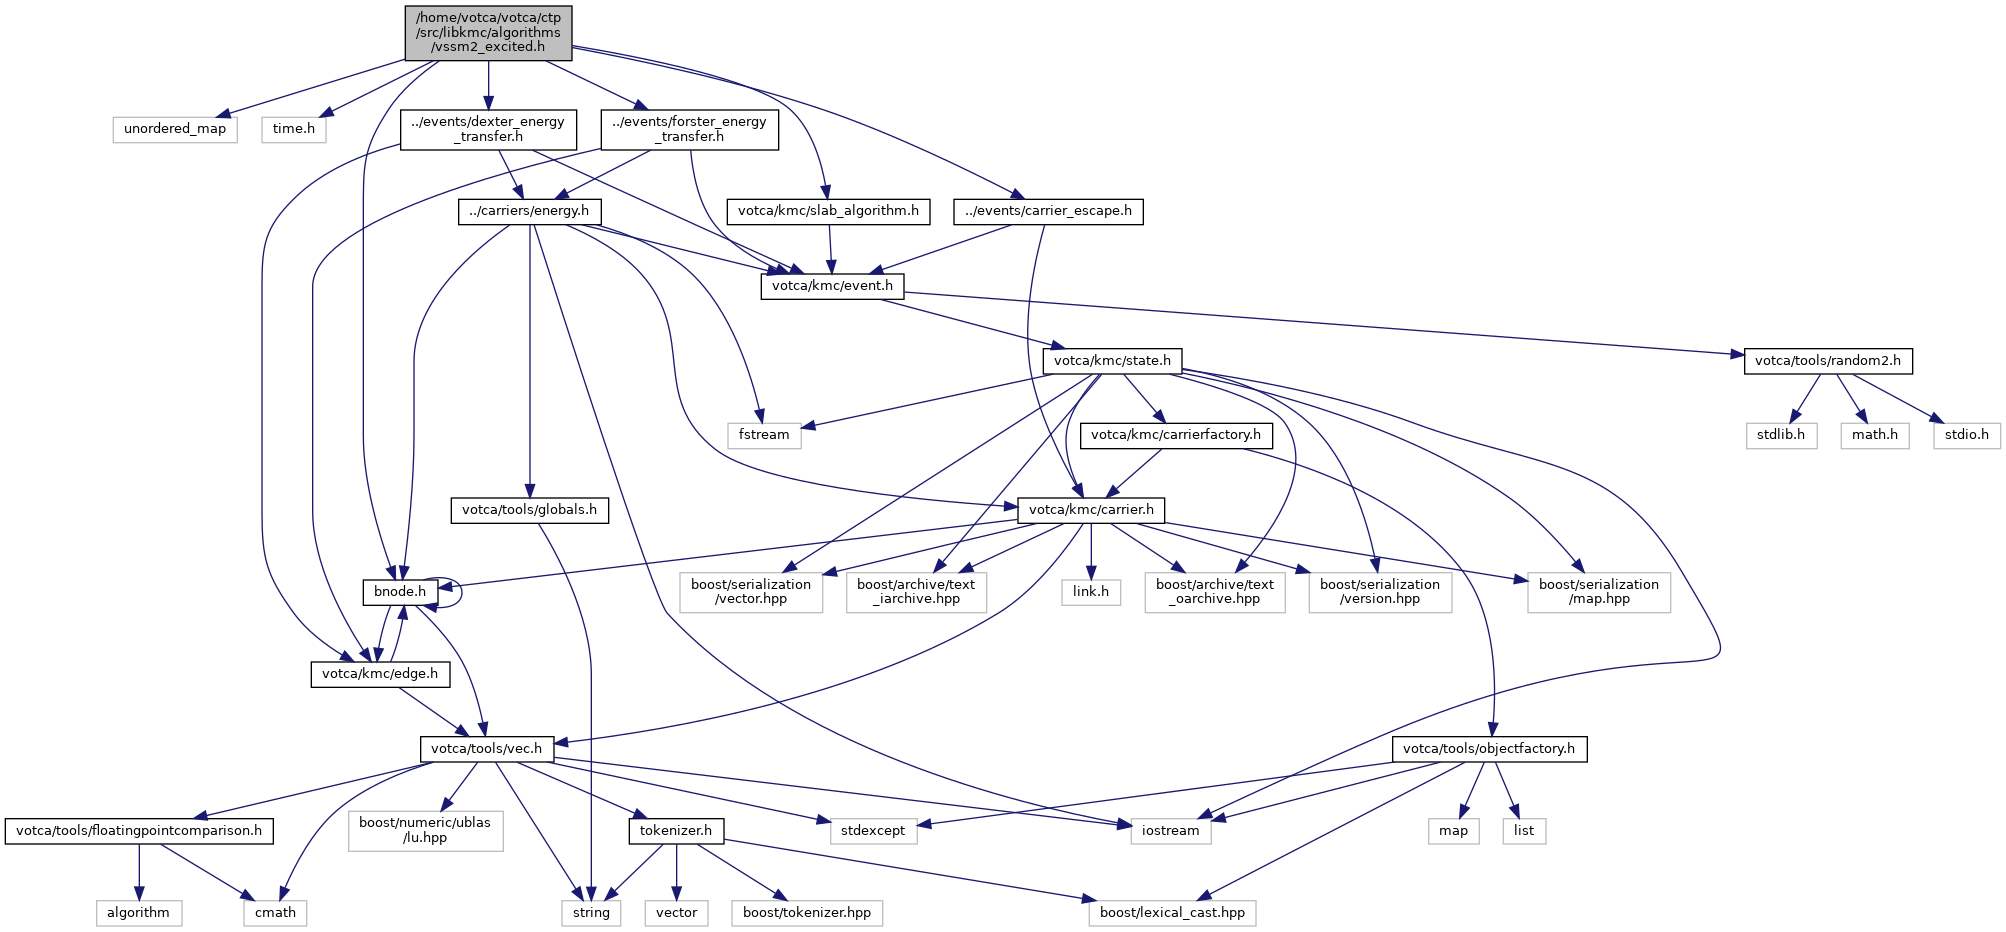 /home/votca/votca/ctp
/src/libkmc/algorithms
/vssm2_excited.h
unordered_map
time.h
../events/dexter_energy
_transfer.h
../events/forster_energy
_transfer.h
../carriers/energy.h
votca/kmc/slab_algorithm.h
../events/carrier_escape.h
votca/kmc/event.h
votca/kmc/state.h
votca/tools/random2.h
fstream
votca/kmc/carrierfactory.h
stdlib.h
math.h
stdio.h
votca/tools/globals.h
votca/kmc/carrier.h
bnode.h
boost/serialization
/vector.hpp
boost/archive/text
_iarchive.hpp
link.h
boost/archive/text
_oarchive.hpp
boost/serialization
/version.hpp
boost/serialization
/map.hpp
votca/kmc/edge.h
votca/tools/vec.h
votca/tools/objectfactory.h
votca/tools/floatingpointcomparison.h
boost/numeric/ublas
/lu.hpp
tokenizer.h
stdexcept
iostream
map
list
algorithm
cmath
string
vector
boost/tokenizer.hpp
boost/lexical_cast.hpp